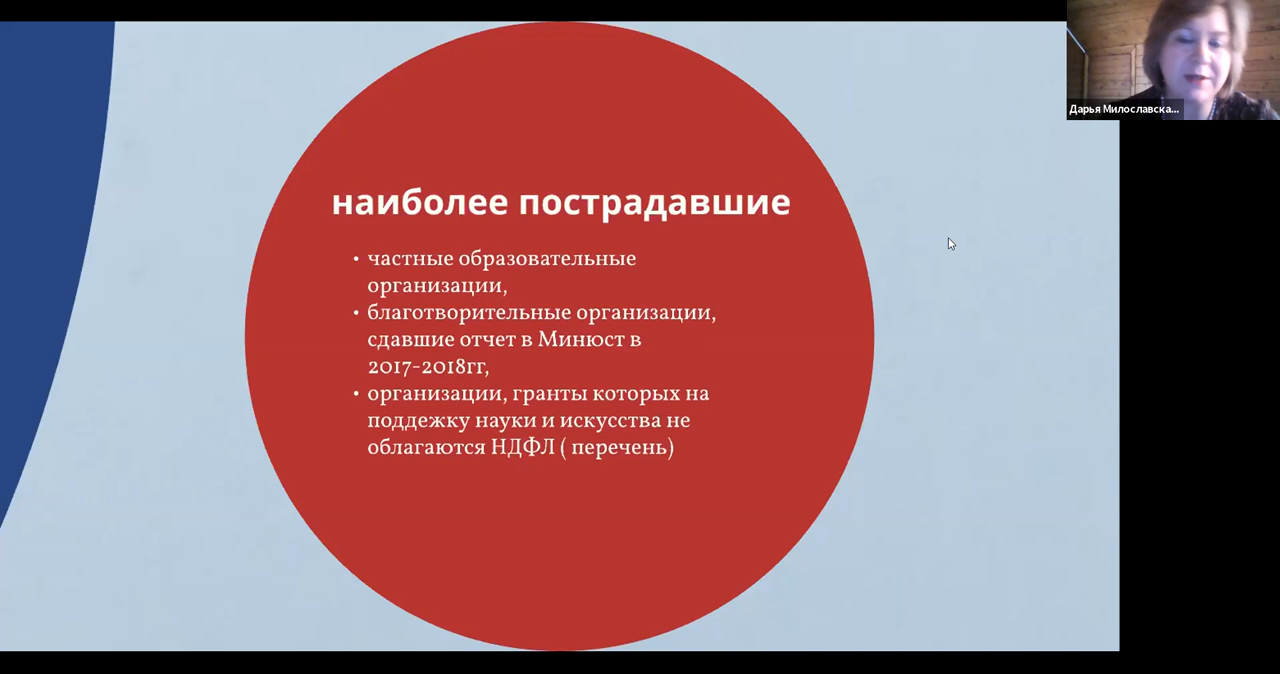 наиболее пострадавшие
• частные образовательные
организации,
• благотворительные организации,
сдавшие отчет в Минюст в
2017-2018гг,
• организации, гранты которых на
поддежку науки и искусства не
облагаются НДФЛ ( перечень)
Дарья Милославска...